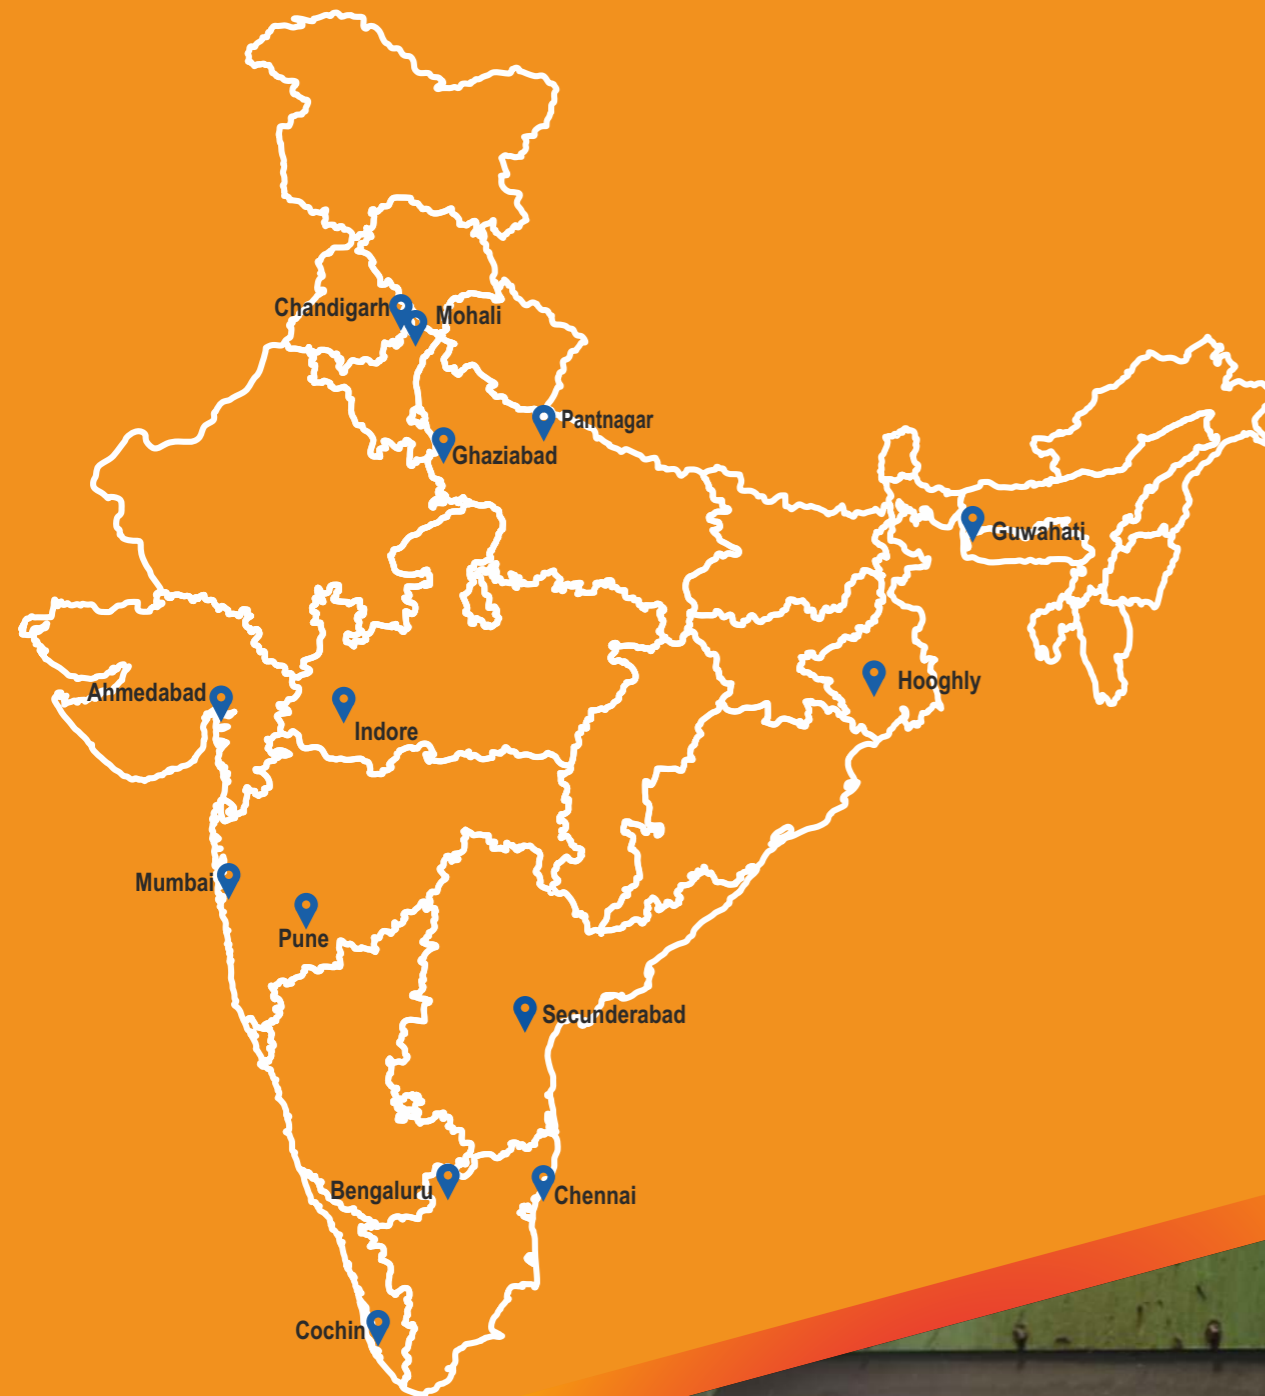 Chandigarh
Mohali
Pantnagar
Ghaziabad
Guwahati
Hooghly
Ahmedabad
Indore
Mumbai
Pune
Secunderabad
Bengaluru
Chennai
Cochin